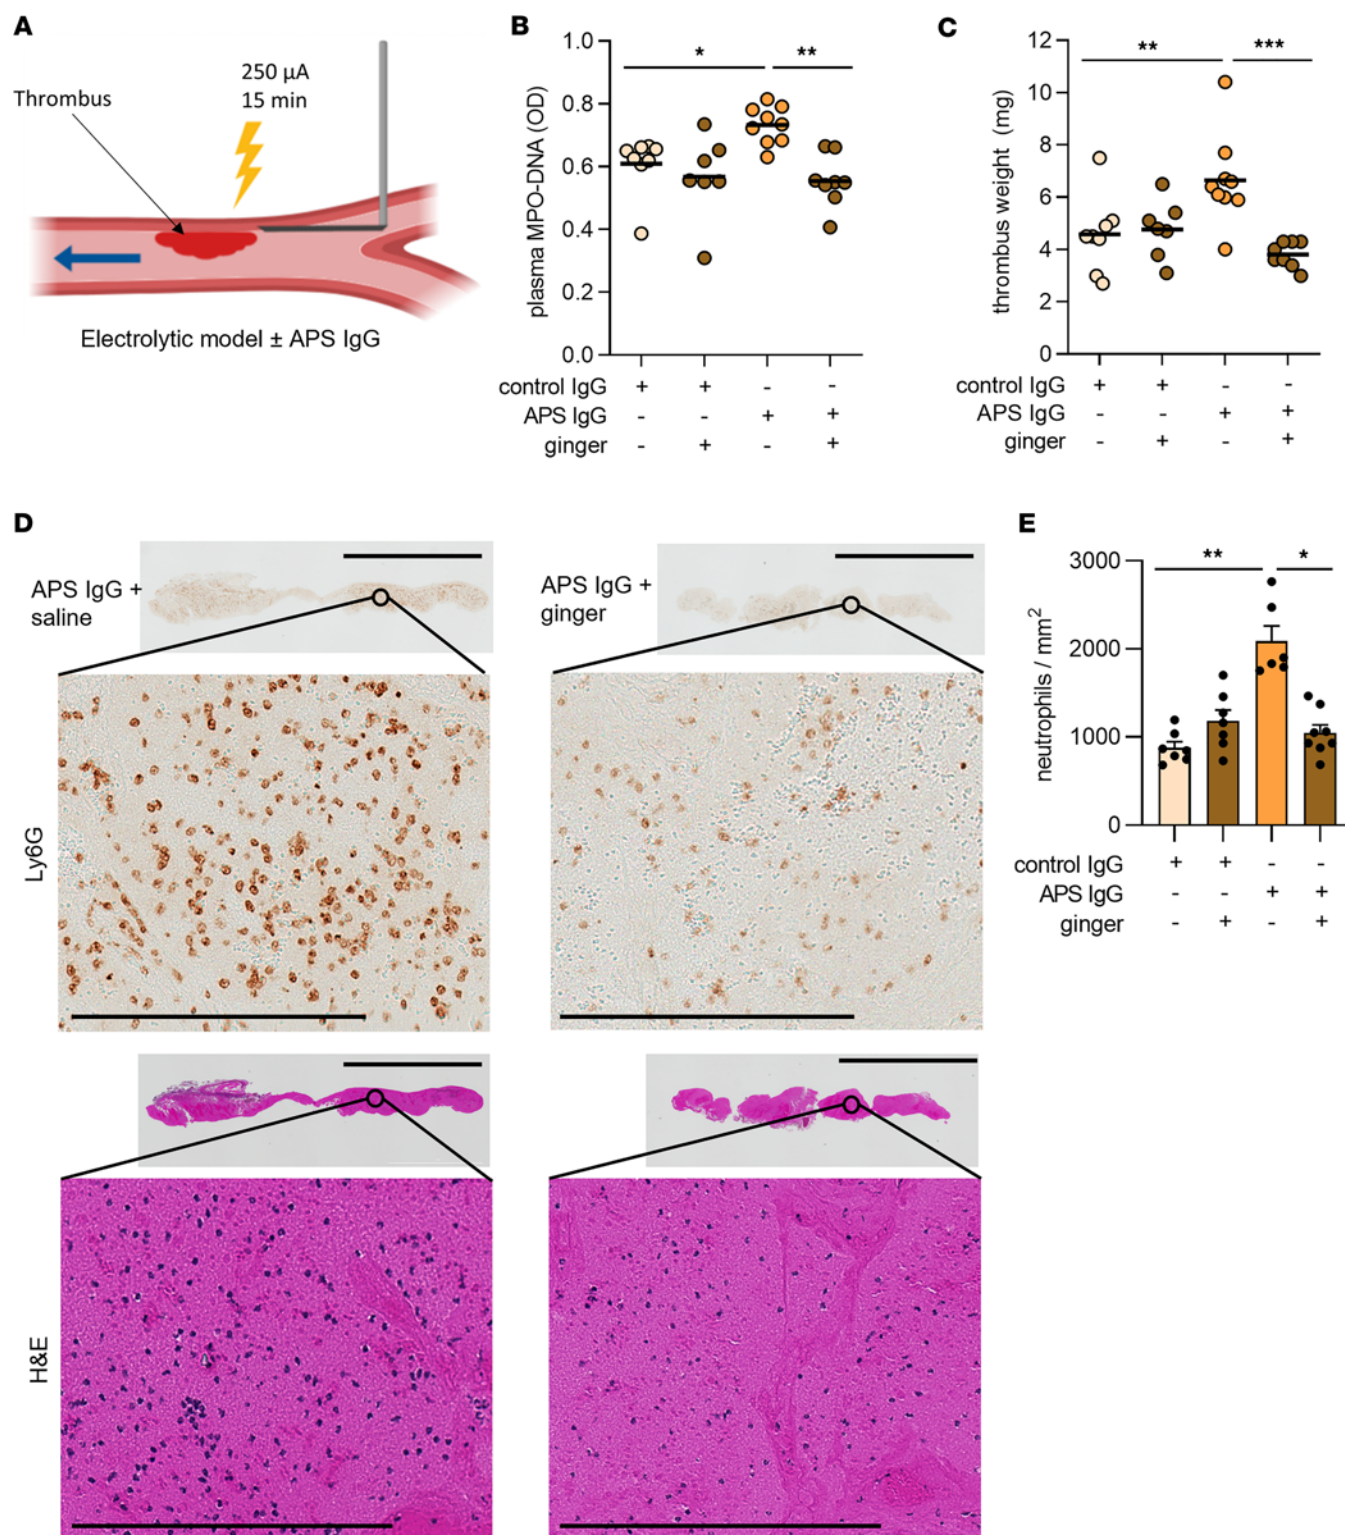 A
Thrombus
250 µA
15 min
Electrolytic model ± APS IgG
B
plasma MPO-DNA (OD)
1.0
0.8
0.6
0.4
0.2
0.0
*
**
control IgG + + - -
APS IgG - - + +
ginger - + - +
C
thrombus weight (mg)
12
10
8
6
4
2
0
**
***
control IgG + + - -
APS IgG - - + +
ginger - + - +
D
APS IgG +
saline
APS IgG +
ginger
Ly6G
H&E
E
neutrophils / mm²
3000
2000
1000
0
**
*
control IgG + + - -
APS IgG - - + +
ginger - + - +